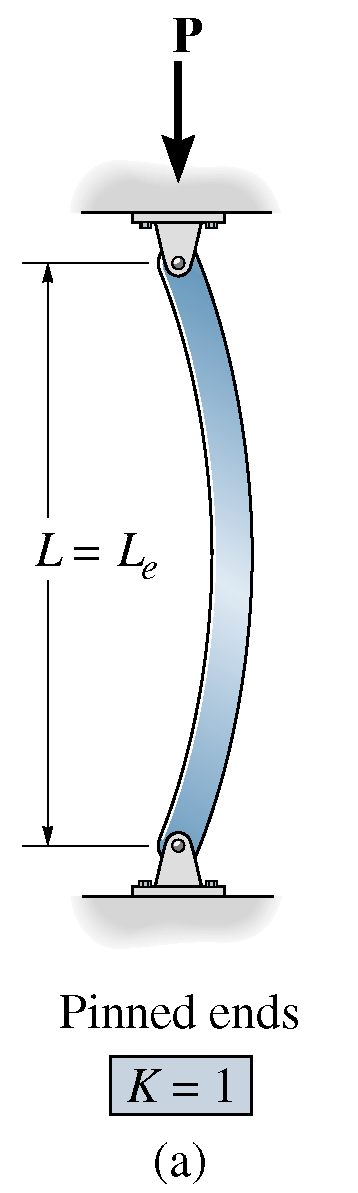 P
L = Lₑ
Pinned ends
K = 1
(a)